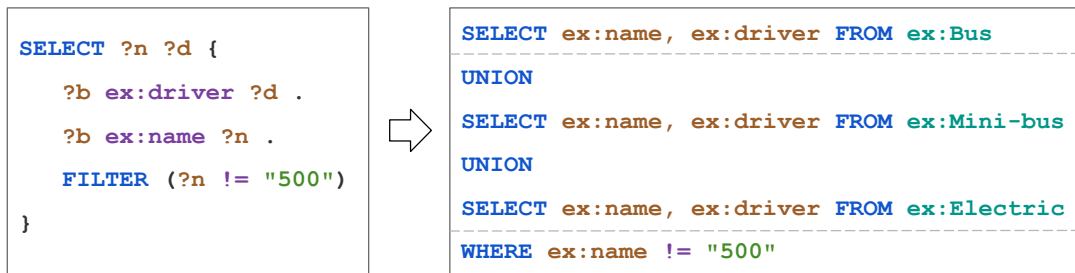 SELECT ?n ?d {
?b ex:driver ?d .
?b ex:name ?n .
FILTER (?n != "500")
}
SELECT ex:name, ex:driver FROM ex:Bus
UNION
SELECT ex:name, ex:driver FROM ex:Mini-bus
UNION
SELECT ex:name, ex:driver FROM ex:Electric
WHERE ex:name != "500"